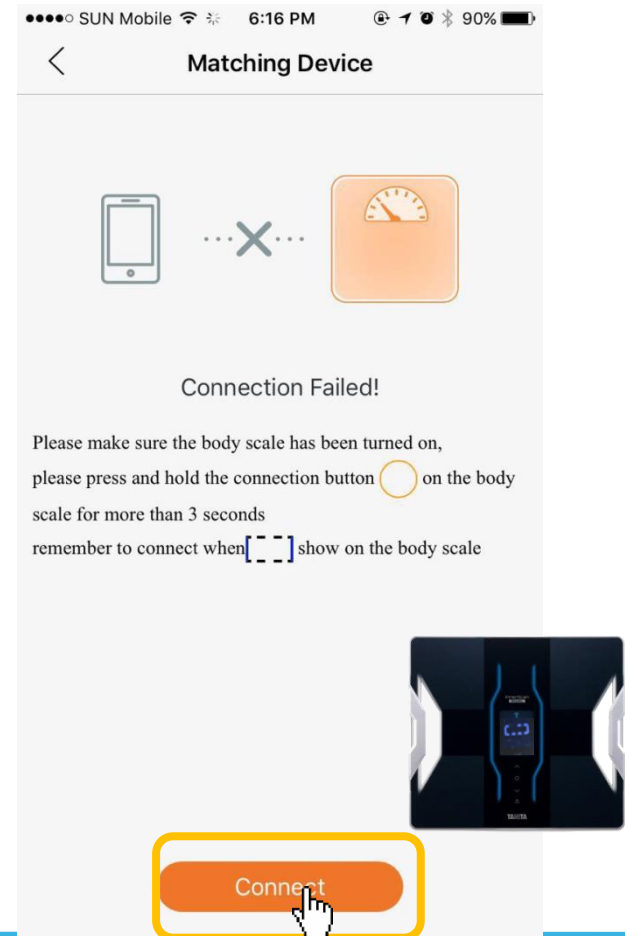 SUN Mobile 6:16 PM 90%
Matching Device
Connection Failed!
Please make sure the body scale has been turned on,
please press and hold the connection button on the body
scale for more than 3 seconds
remember to connect when show on the body scale
TANITA
Connect